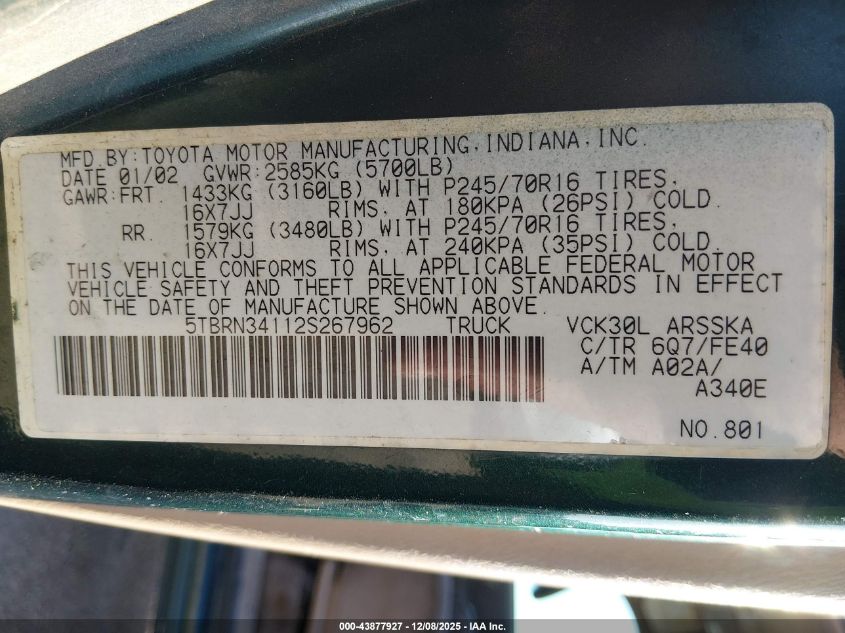 MFD.BY:TOYOTA MOTOR MANUFACTURING,INDIANA,INC.
DATE 01/02 GVWR:2585KG (5700LB)
GAWR:FRT. 1433KG (3160LB) WITH P245/70R16 TIRES,
16X7JJ RIMS, AT 180KPA (26PSI) COLD.
RR. 1579KG (3480LB) WITH P245/70R16 TIRES,
16X7JJ RIMS, AT 240KPA (35PSI) COLD.
THIS VEHICLE CONFORMS TO ALL APPLICABLE FEDERAL MOTOR
VEHICLE SAFETY AND THEFT PREVENTION STANDARDS IN EFFECT
ON THE DATE OF MANUFACTURE SHOWN ABOVE.
5TBRN34112S267962 TRUCK VCK30L ARSSKA
C/TR 6Q7/FE40
A/TM A02A/
A340E
NO.801
000-43877927 - 12/08/2025 - IAA Inc.